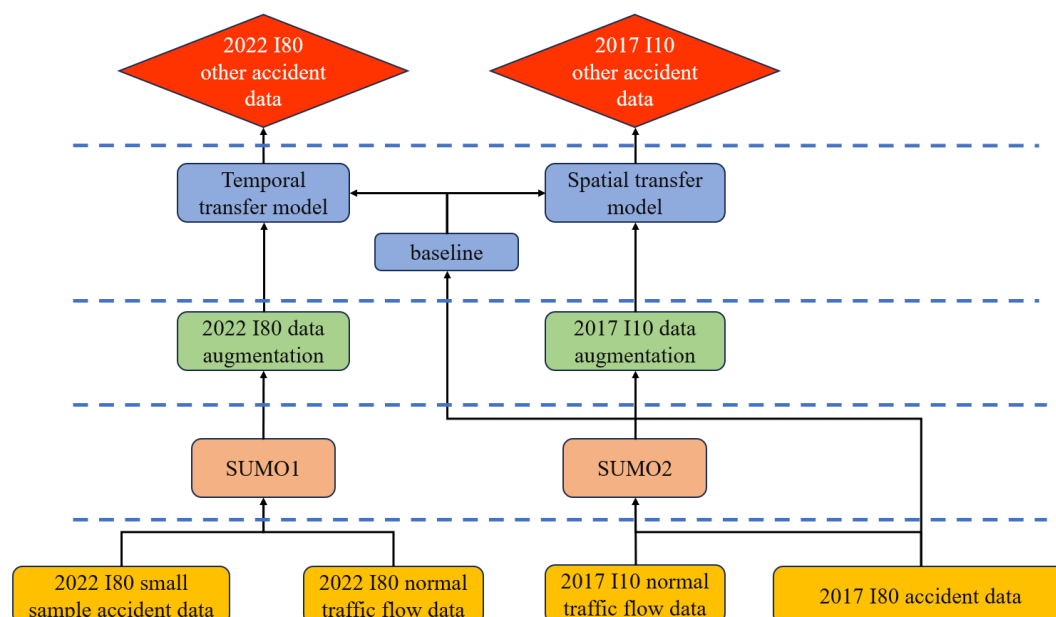 2022 I80
other accident
data
2017 I10
other accident
data
Temporal
transfer model
Spatial transfer
model
baseline
2022 I80 data
augmentation
2017 I10 data
augmentation
SUMO1
SUMO2
2022 I80 small
sample accident data
2022 I80 normal
traffic flow data
2017 I10 normal
traffic flow data
2017 I80 accident data